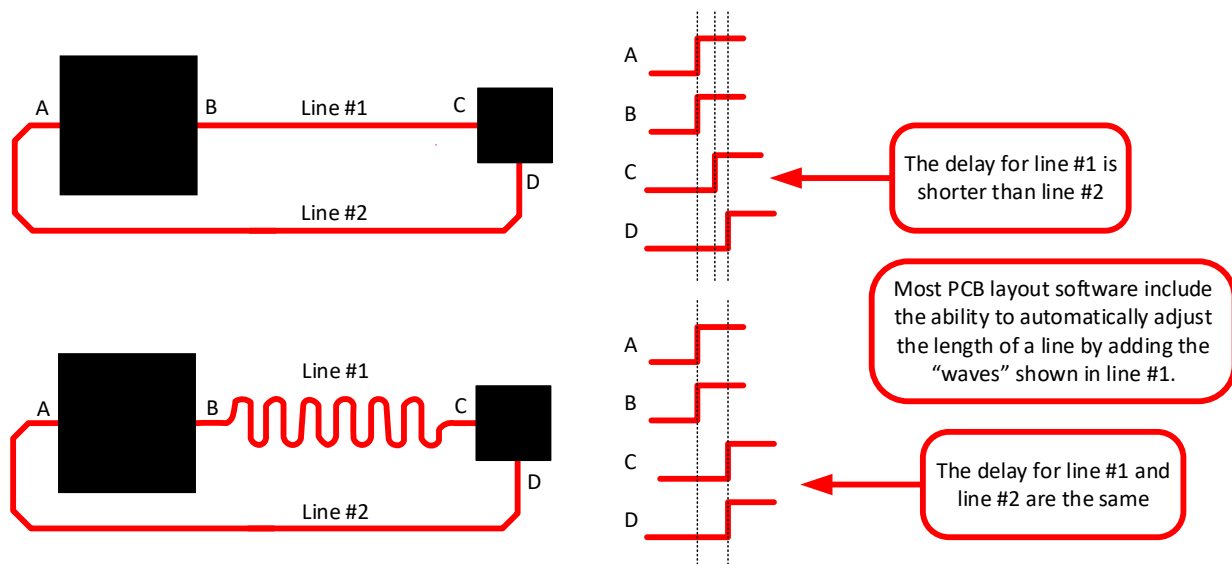 A
B
Line #1
C
D
Line #2
A
B
C
D
The delay for line #1 is
shorter than line #2
Most PCB layout software include
the ability to automatically adjust
the length of a line by adding the
“waves” shown in line #1.
A
B
Line #1
C
D
Line #2
A
B
C
D
The delay for line #1 and
line #2 are the same